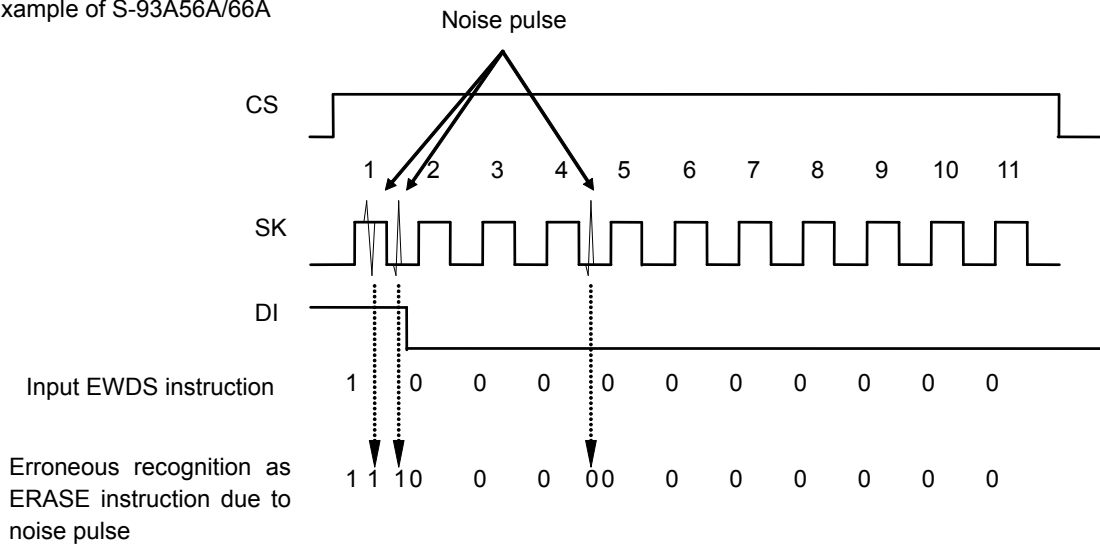 xample of S-93A56A/66A
Noise pulse
CS
1 2 3 4 5 6 7 8 9 10 11
SK
DI
Input EWDS instruction 1 0 0 0 0 0 0 0 0 0 0
Erroneous recognition as
ERASE instruction due to
noise pulse
1 1 1 0 0 0 0 0 0 0 0 0 0 0